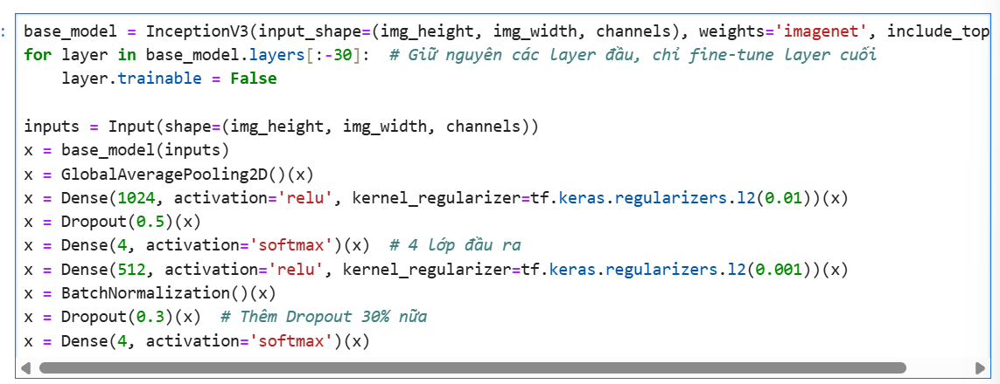 :
base_model = InceptionV3(input_shape=(img_height, img_width, channels), weights='imagenet', include_top
for layer in base_model.layers[:-30]:  # Giữ nguyên các layer đầu, chỉ fine-tune layer cuối
    layer.trainable = False
inputs = Input(shape=(img_height, img_width, channels))
x = base_model(inputs)
x = GlobalAveragePooling2D()(x)
x = Dense(1024, activation='relu', kernel_regularizer=tf.keras.regularizers.l2(0.01))(x)
x = Dropout(0.5)(x)
x = Dense(4, activation='softmax')(x)  # 4 lớp đầu ra
x = Dense(512, activation='relu', kernel_regularizer=tf.keras.regularizers.l2(0.001))(x)
x = BatchNormalization()(x)
x = Dropout(0.3)(x)  # Thêm Dropout 30% nữa
x = Dense(4, activation='softmax')(x)